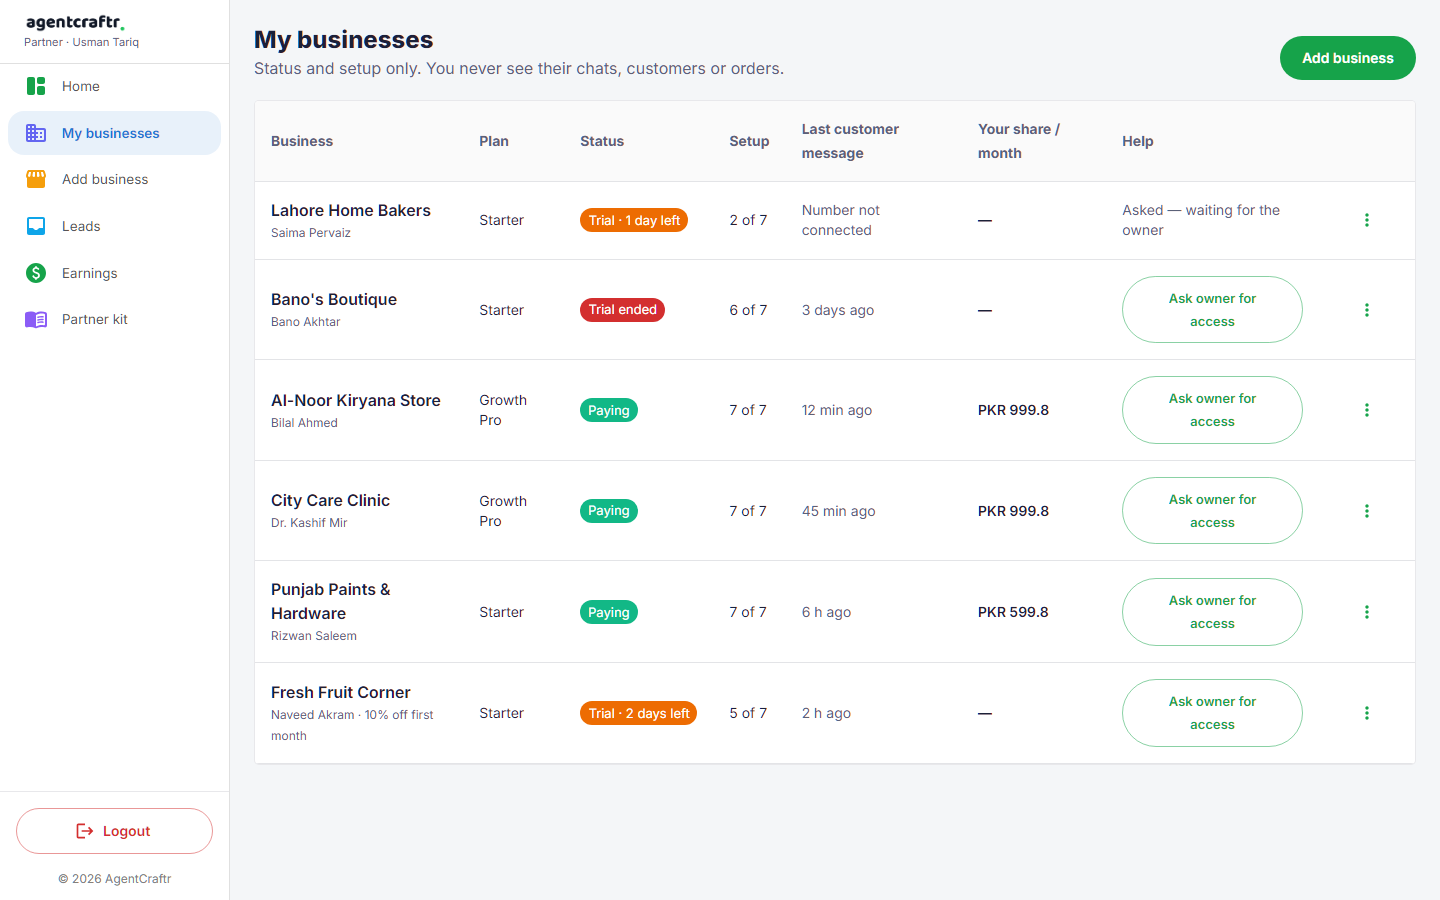 agentcraftr.
Partner · Usman Tariq
Home
My businesses
Add business
Leads
Earnings
Partner kit
Logout
© 2026 AgentCraftr
My businesses
Status and setup only. You never see their chats, customers or orders.
Add business
Business
Plan
Status
Setup
Last customer
message
Your share /
month
Help
Lahore Home Bakers
Saima Pervaiz
Starter
Trial · 1 day left
2 of 7
Number not
connected
—
Asked — waiting for the
owner
Bano's Boutique
Bano Akhtar
Starter
Trial ended
6 of 7
3 days ago
—
Ask owner for
access
Al-Noor Kiryana Store
Bilal Ahmed
Growth
Pro
Paying
7 of 7
12 min ago
PKR 999.8
Ask owner for
access
City Care Clinic
Dr. Kashif Mir
Growth
Pro
Paying
7 of 7
45 min ago
PKR 999.8
Ask owner for
access
Punjab Paints &
Hardware
Rizwan Saleem
Starter
Paying
7 of 7
6 h ago
PKR 599.8
Ask owner for
access
Fresh Fruit Corner
Naveed Akram · 10% off first
month
Starter
Trial · 2 days left
5 of 7
2 h ago
—
Ask owner for
access